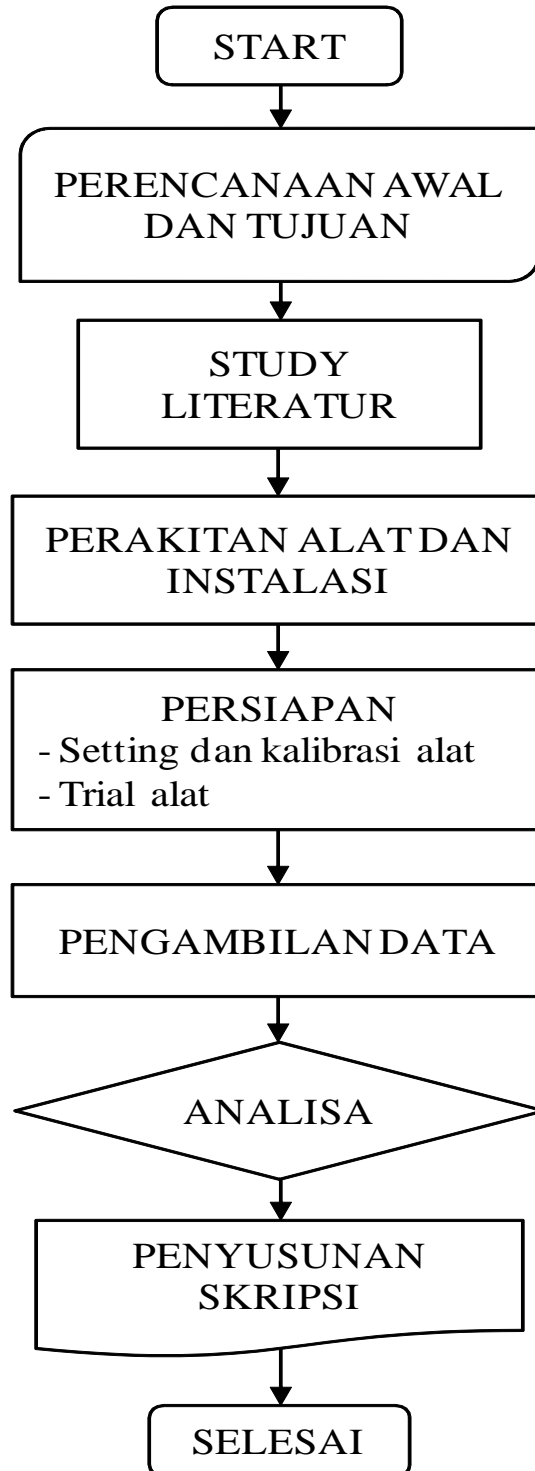 START
PERENCANAAN AWAL
DAN TUJUAN
STUDY
LITERATUR
PERAKITAN ALAT DAN
INSTALASI
PERSIAPAN
- Setting dan kalibrasi alat
- Trial alat
PENGAMBILAN DATA
ANALISA
PENYUSUNAN
SKRIPSI
SELESAI